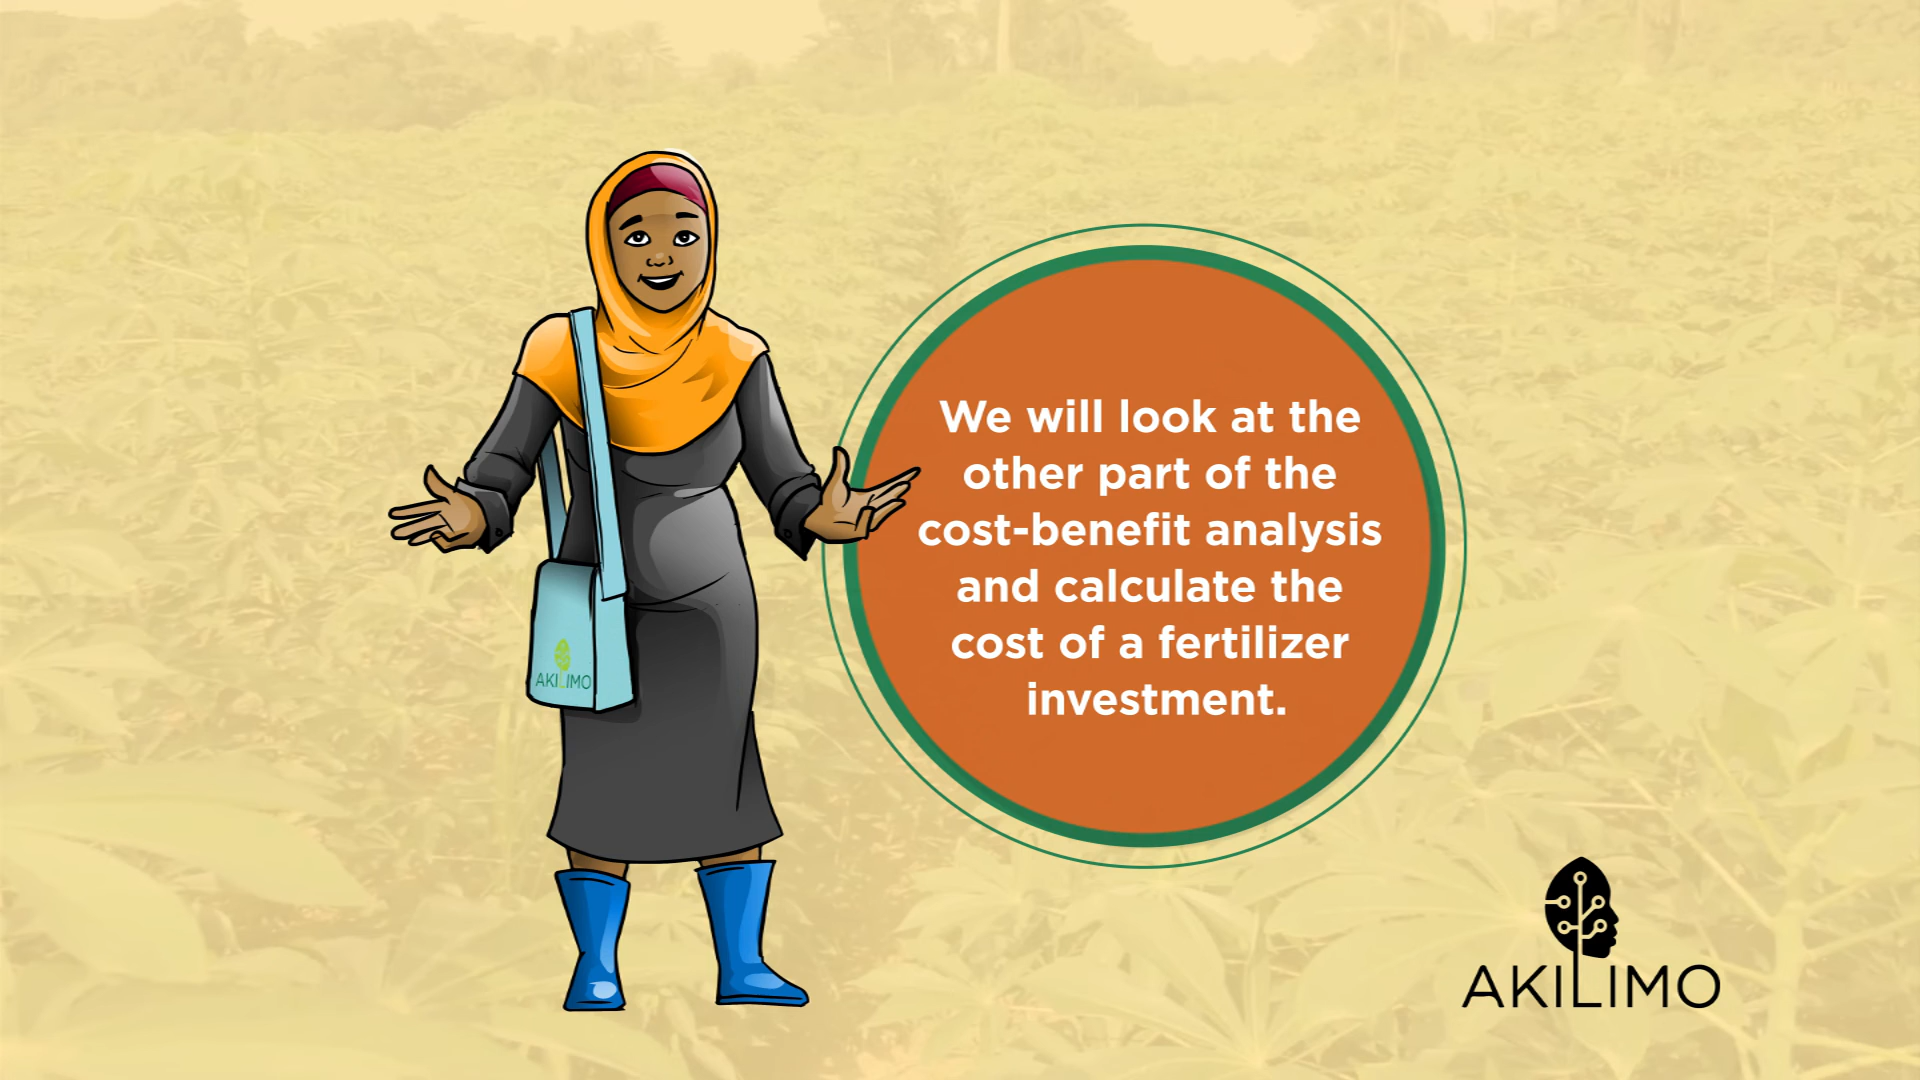 We will look at the
other part of the
cost-benefit analysis
and calculate the
cost of a fertilizer
investment.
AKILIMO
AKILIMO